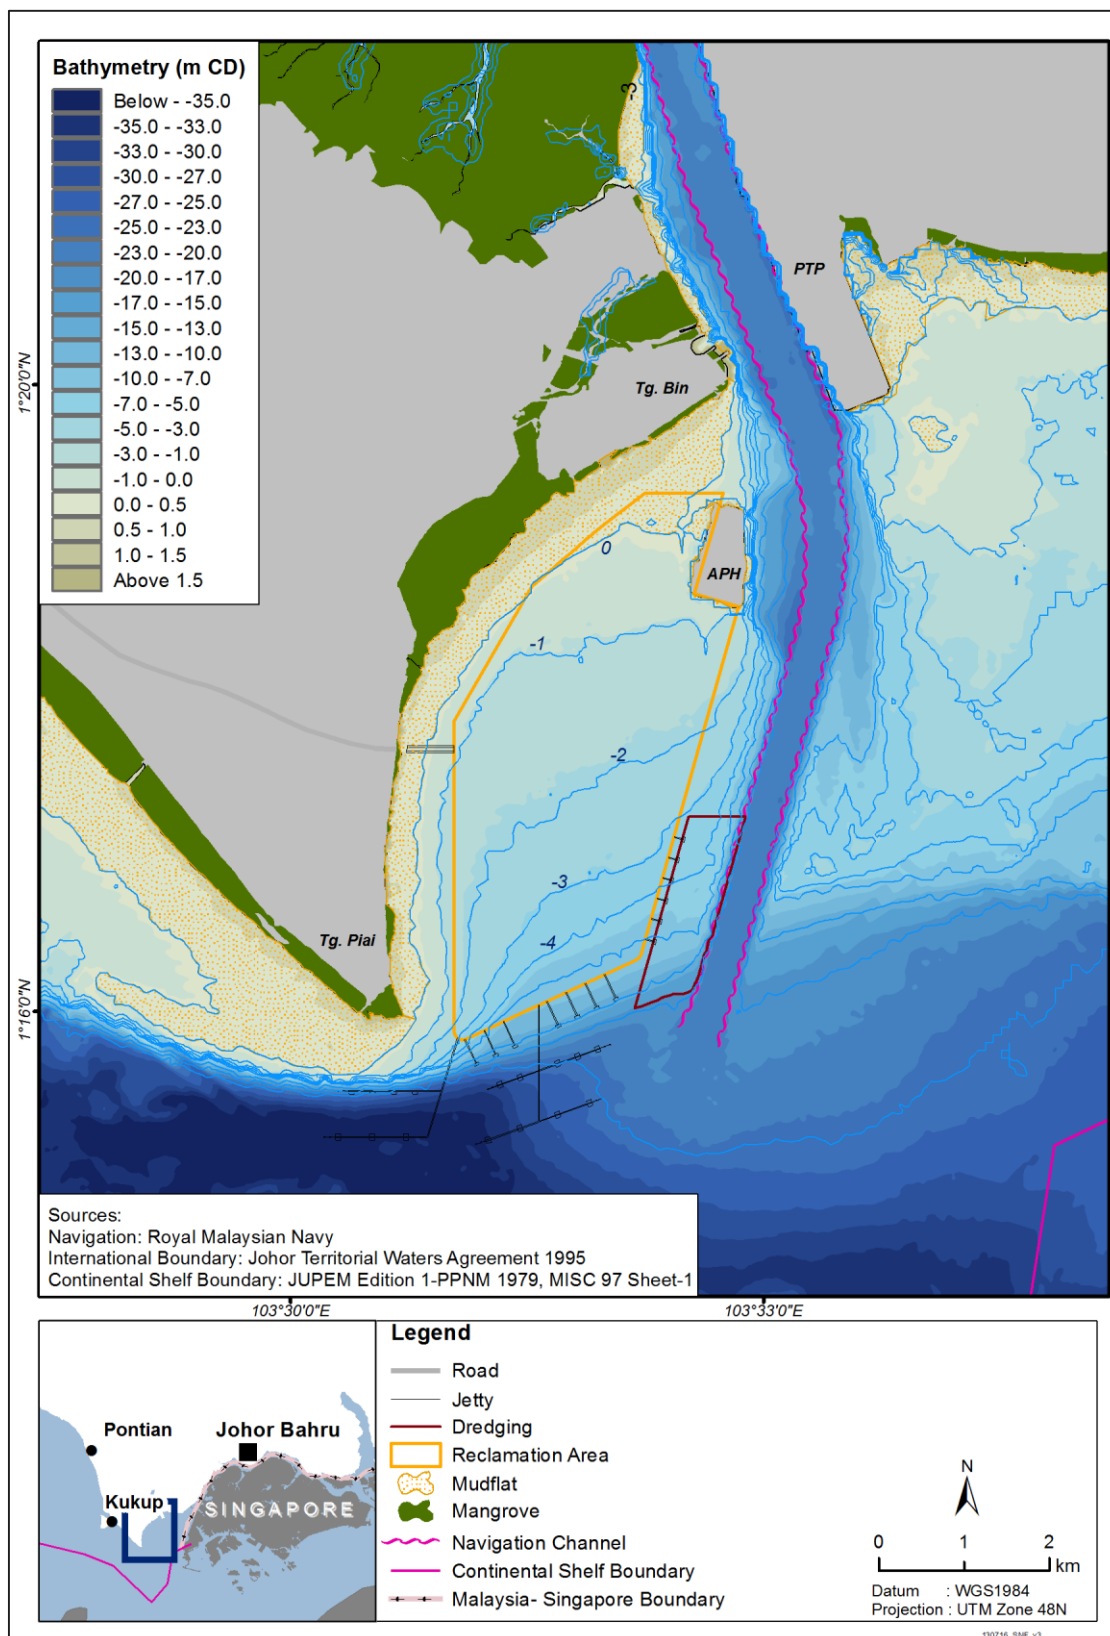 Bathymetry (m CD)
Below - -35.0
-35.0 - -33.0
-33.0 - -30.0
-30.0 - -27.0
-27.0 - -25.0
-25.0 - -23.0
-23.0 - -20.0
-20.0 - -17.0
-17.0 - -15.0
-15.0 - -13.0
-13.0 - -10.0
-10.0 - -7.0
-7.0 - -5.0
-5.0 - -3.0
-3.0 - -1.0
-1.0 - 0.0
0.0 - 0.5
0.5 - 1.0
1.0 - 1.5
Above 1.5
-3
PTP
1°20'0"N
Tg. Bin
0
APH
-1
-2
-3
-4
Tg. Piai
1°16'0"N
Sources:
Navigation: Royal Malaysian Navy
International Boundary: Johor Territorial Waters Agreement 1995
Continental Shelf Boundary: JUPEM Edition 1-PPNM 1979, MISC 97 Sheet-1
103°30'0"E
103°33'0"E
Pontian
Johor Bahru
Kukup
SINGAPORE
Legend
Road
Jetty
Dredging
Reclamation Area
Mudflat
Mangrove
Navigation Channel
Continental Shelf Boundary
Malaysia- Singapore Boundary
N
0 1 2
km
Datum : WGS1984
Projection : UTM Zone 48N